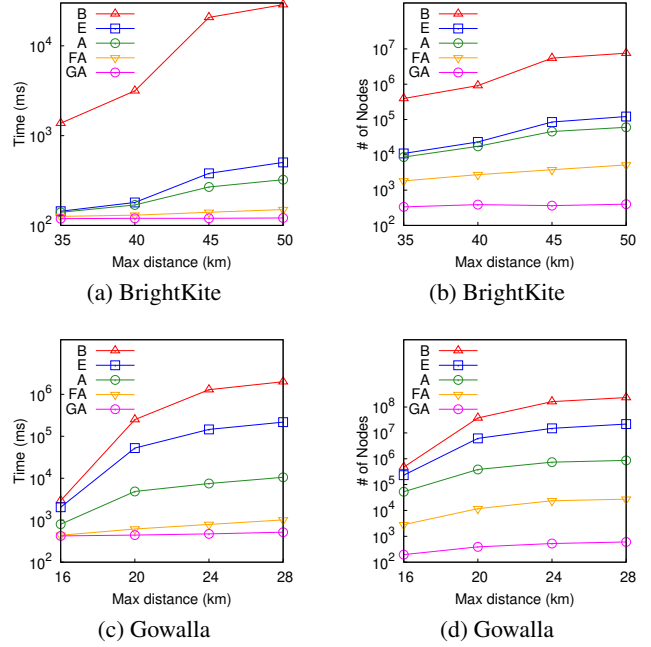 B
E
A
FA
GA
Time (ms)
10^4
10^3
10^2
35 40 45 50
Max distance (km)
(a) BrightKite
B
E
A
FA
GA
# of Nodes
10^7
10^6
10^5
10^4
10^3
10^2
35 40 45 50
Max distance (km)
(b) BrightKite
B
E
A
FA
GA
Time (ms)
10^6
10^5
10^4
10^3
10^2
16 20 24 28
Max distance (km)
(c) Gowalla
B
E
A
FA
GA
# of Nodes
10^8
10^7
10^6
10^5
10^4
10^3
10^2
16 20 24 28
Max distance (km)
(d) Gowalla